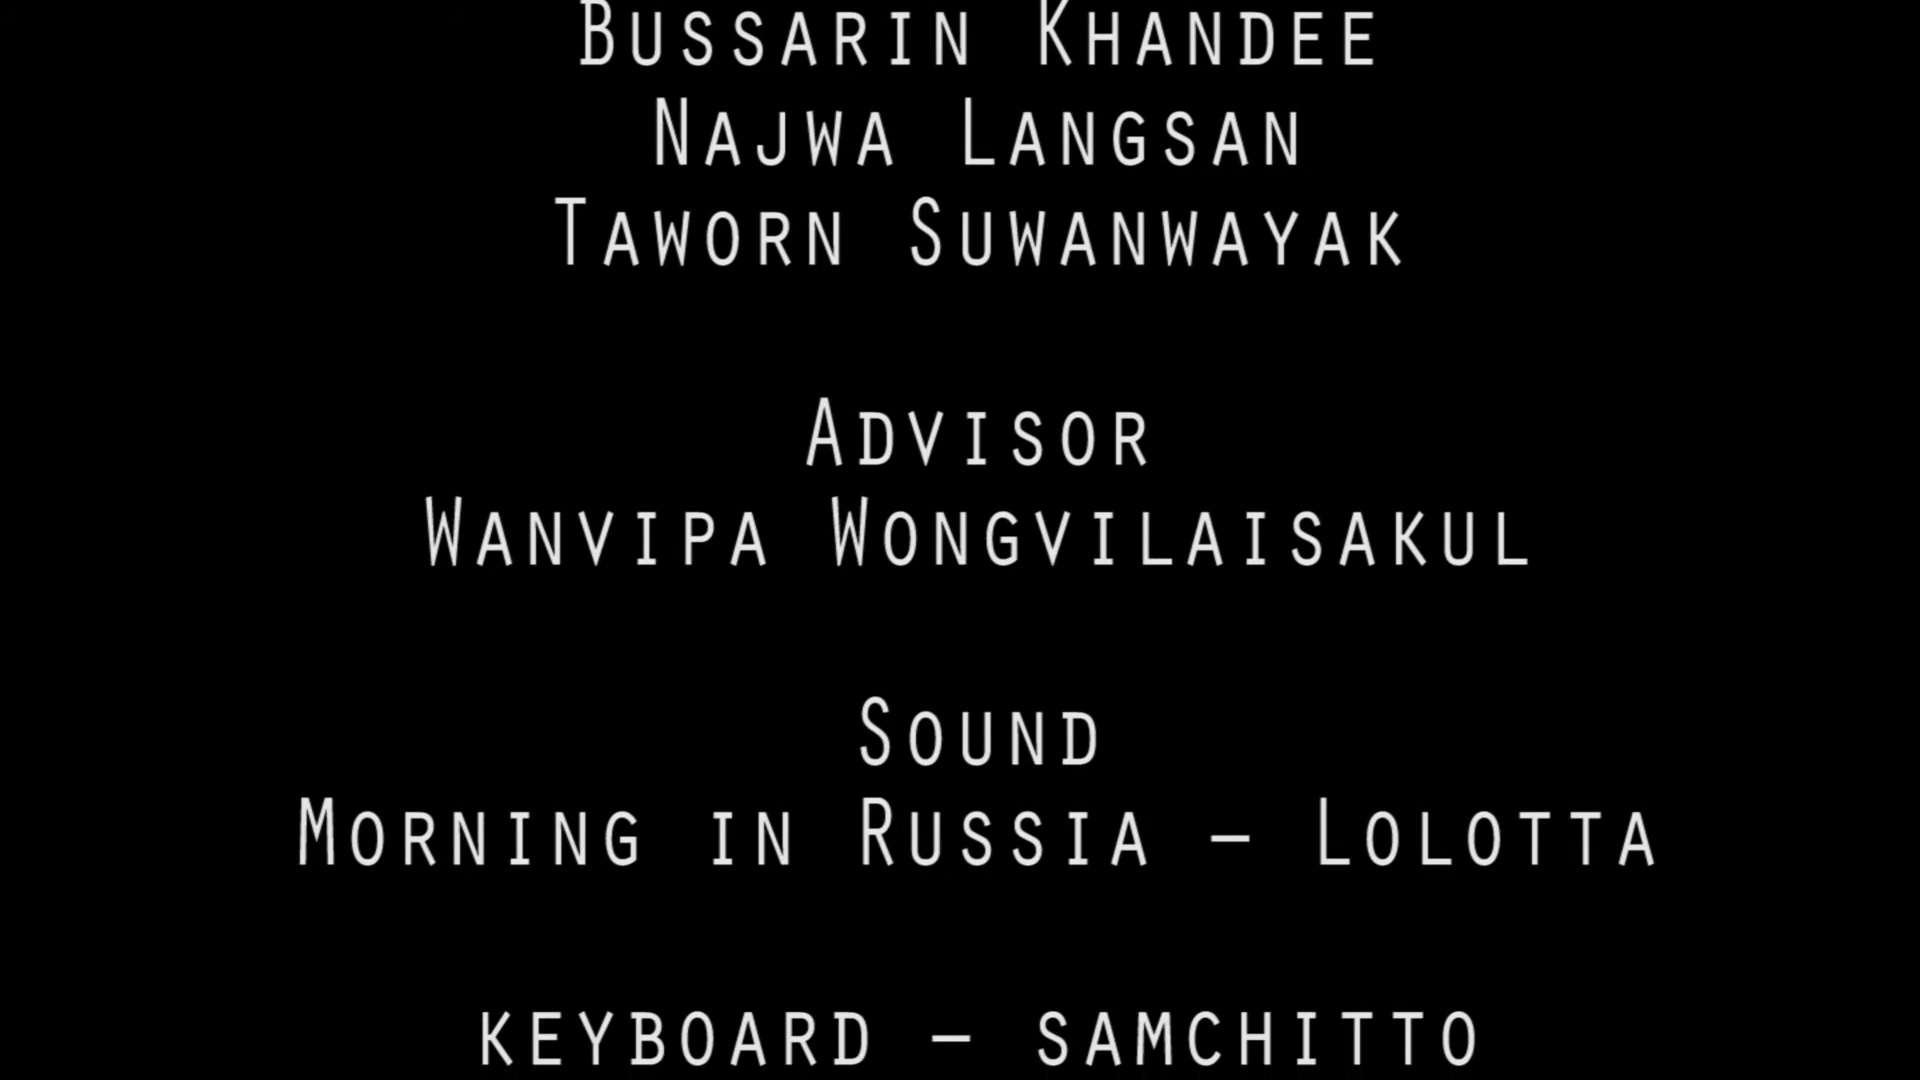 Bussarin Khandee
Najwa Langsan
Taworn Suwanwayak
Advisor
Wanvipa Wongvilaisakul
Sound
Morning in Russia – Lolotta
keyboard – samchitto